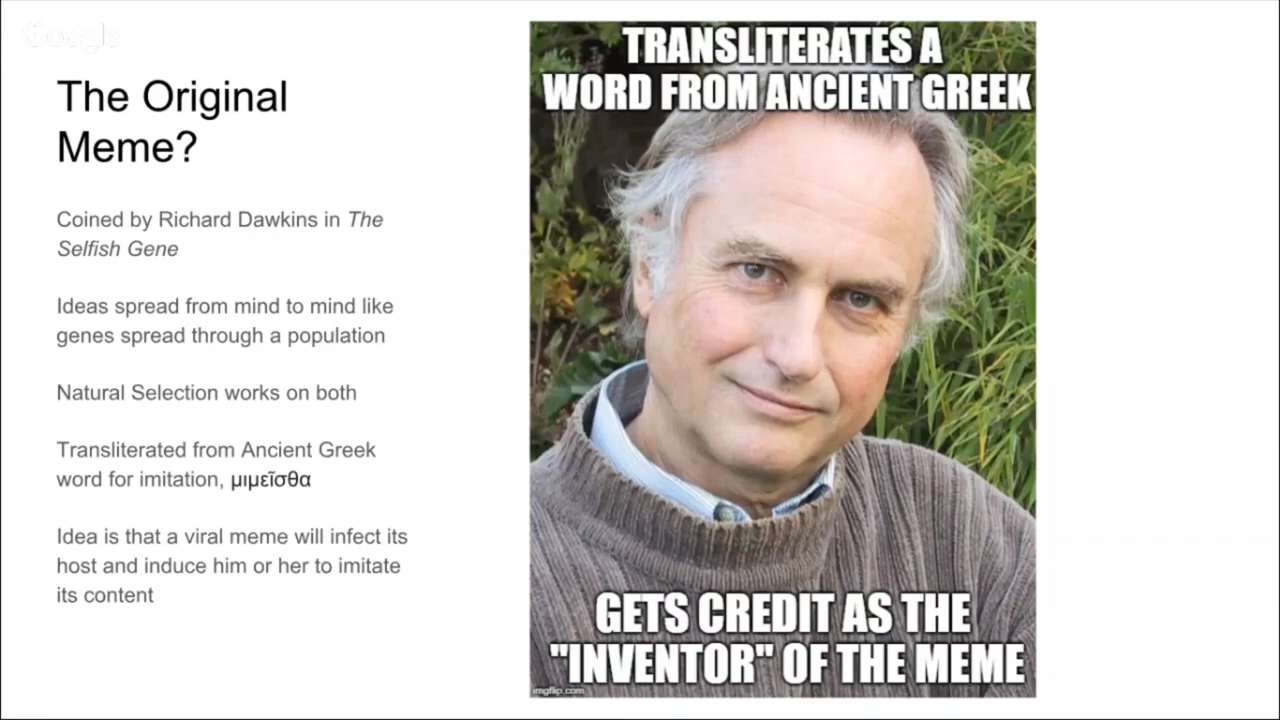 Google
The Original
Meme?
Coined by Richard Dawkins in The
Selfish Gene
Ideas spread from mind to mind like
genes spread through a population
Natural Selection works on both
Transliterated from Ancient Greek
word for imitation, μιμεῖσθα
Idea is that a viral meme will infect its
host and induce him or her to imitate
its content
TRANSLITERATES A
WORD FROM ANCIENT GREEK
GETS CREDIT AS THE
"INVENTOR" OF THE MEME
imgflip.com